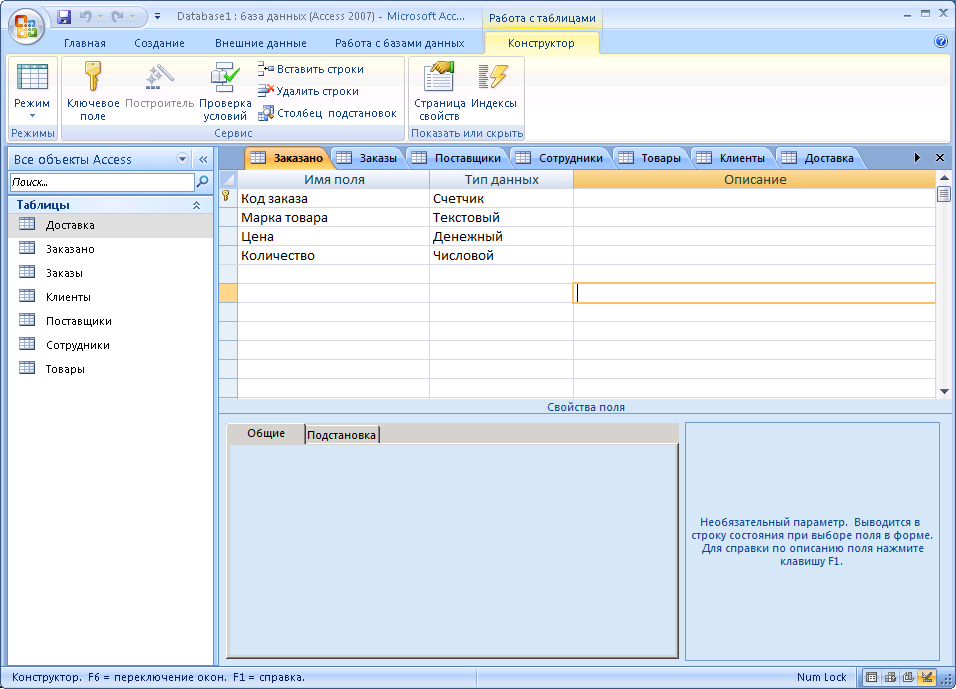 Database1 : база данных (Access 2007) - Microsoft Acc...
Работа с таблицами
Главная
Создание
Внешние данные
Работа с базами данных
Конструктор
Режим
Режимы
Ключевое поле
Построитель
Проверка условий
Вставить строки
Удалить строки
Столбец подстановок
Сервис
Страница свойств
Индексы
Показать или скрыть
Все объекты Access
Поиск...
Таблицы
Доставка
Заказано
Заказы
Клиенты
Поставщики
Сотрудники
Товары
Заказано
Заказы
Поставщики
Сотрудники
Товары
Клиенты
Доставка
Имя поля
Тип данных
Описание
Код заказа
Счетчик
Марка товара
Текстовый
Цена
Денежный
Количество
Числовой
Свойства поля
Общие
Подстановка
Необязательный параметр. Выводится в
строку состояния при выборе поля в форме.
Для справки по описанию поля нажмите
клавишу F1.
Конструктор. F6 = переключение окон. F1 = справка.
Num Lock